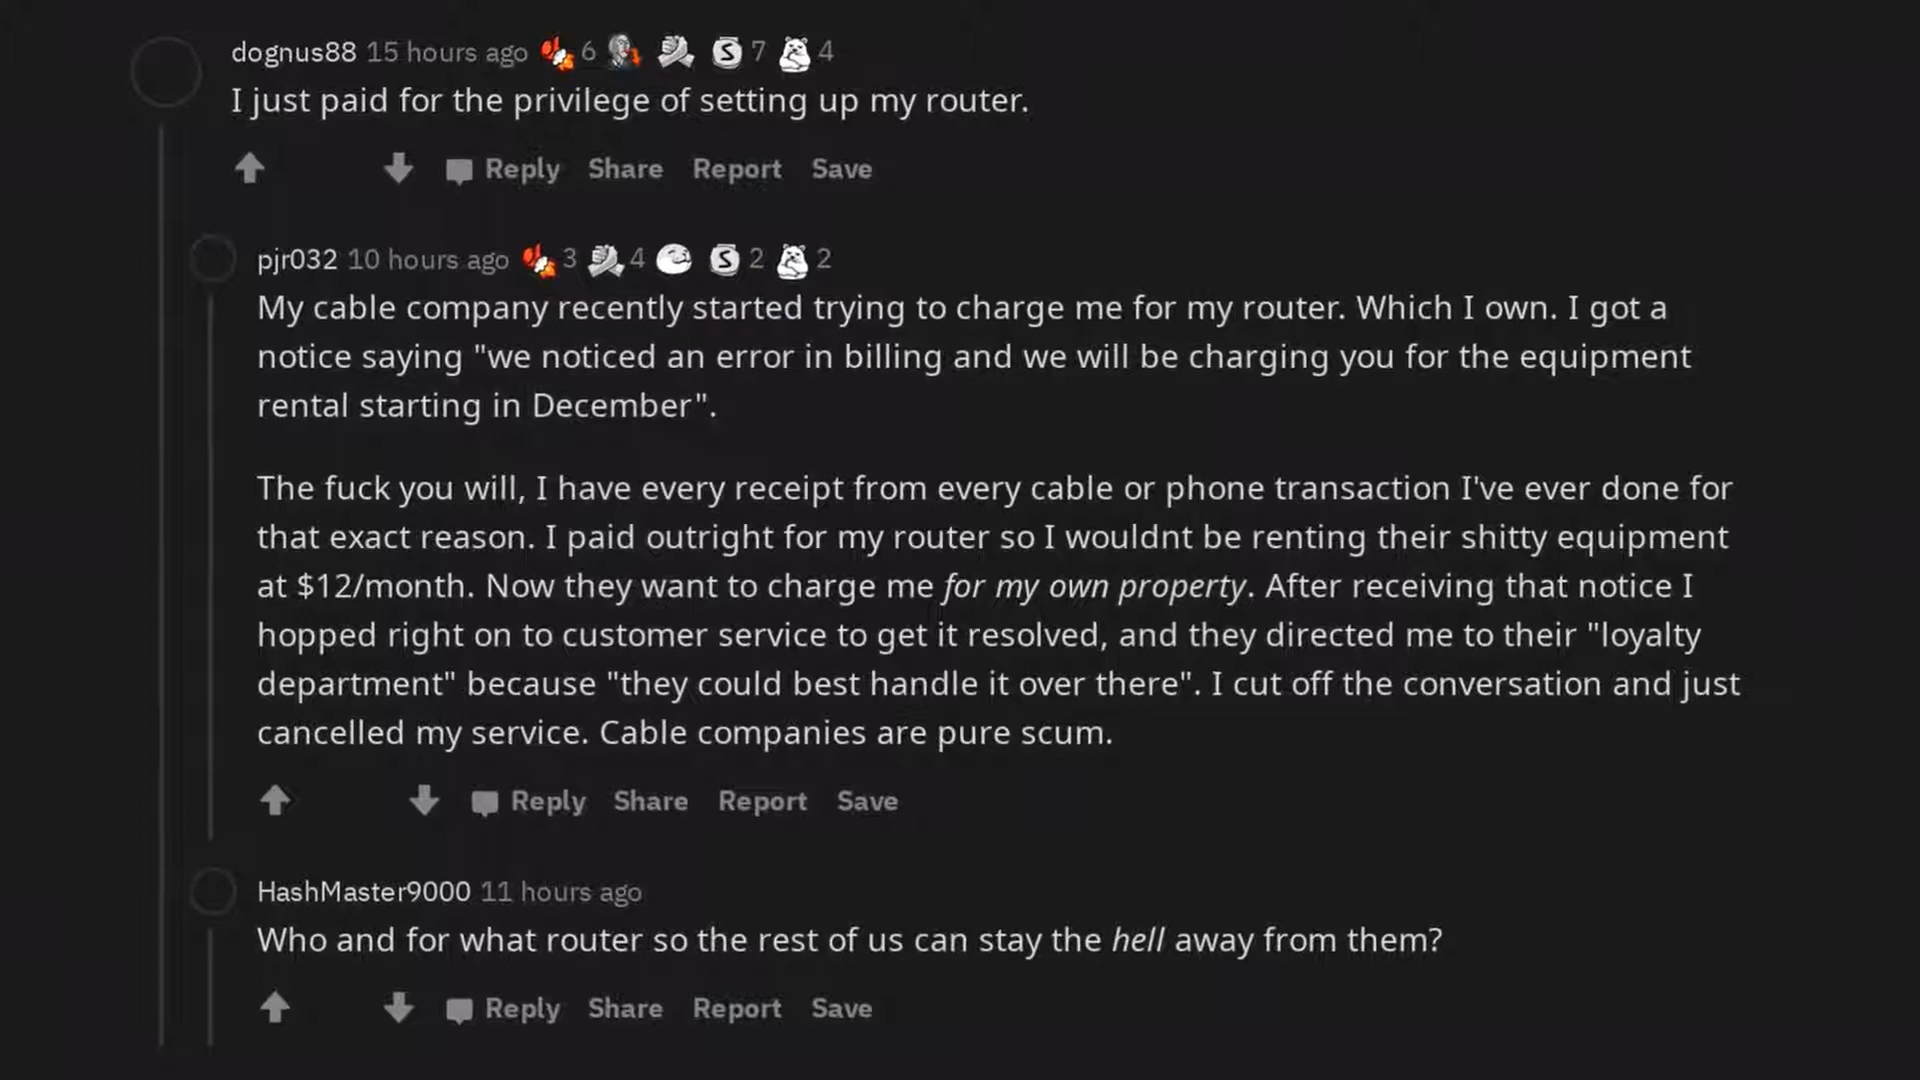 dognus88 15 hours ago 6 S 7 4
I just paid for the privilege of setting up my router.
Reply Share Report Save
pjr032 10 hours ago 3 4 S 2 2
My cable company recently started trying to charge me for my router. Which I own. I got a
notice saying "we noticed an error in billing and we will be charging you for the equipment
rental starting in December".
The fuck you will, I have every receipt from every cable or phone transaction I've ever done for
that exact reason. I paid outright for my router so I wouldnt be renting their shitty equipment
at $12/month. Now they want to charge me for my own property. After receiving that notice I
hopped right on to customer service to get it resolved, and they directed me to their "loyalty
department" because "they could best handle it over there". I cut off the conversation and just
cancelled my service. Cable companies are pure scum.
Reply Share Report Save
HashMaster9000 11 hours ago
Who and for what router so the rest of us can stay the hell away from them?
Reply Share Report Save